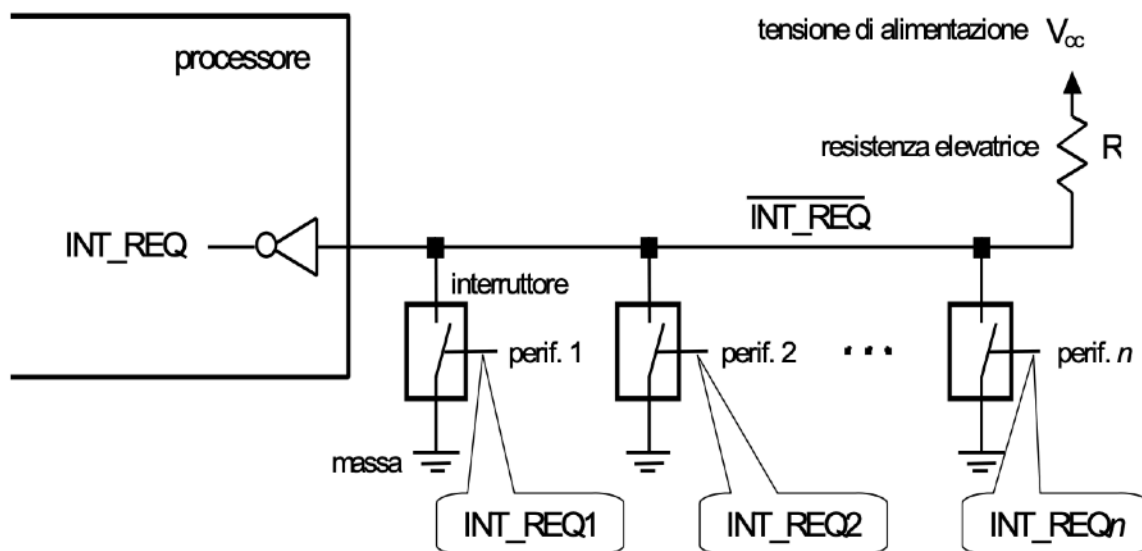 tensione di alimentazione V_cc
processore
resistenza elevatrice R
INT_REQ
INT_REQ
interruttore
perif. 1
perif. 2
...
perif. n
massa
INT_REQ1
INT_REQ2
INT_REQn